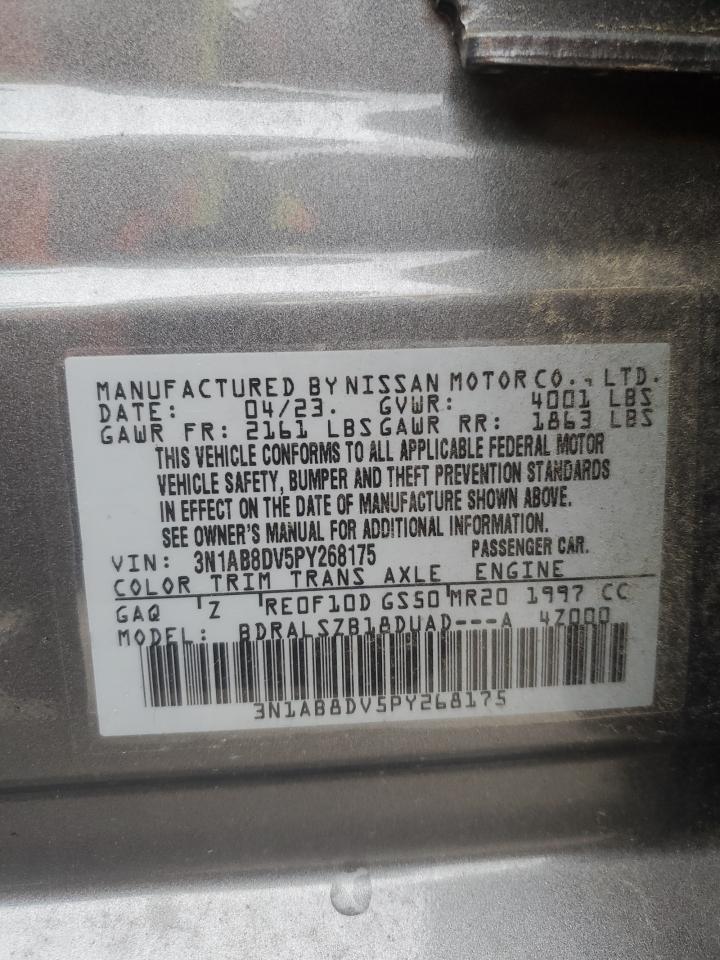 MANUFACTURED BY NISSAN MOTOR CO., LTD.
DATE: 04/23. GVWR: 4001 LBS
GAWR FR: 2161 LBS GAWR RR: 1863 LBS
THIS VEHICLE CONFORMS TO ALL APPLICABLE FEDERAL MOTOR
VEHICLE SAFETY, BUMPER AND THEFT PREVENTION STANDARDS
IN EFFECT ON THE DATE OF MANUFACTURE SHOWN ABOVE.
SEE OWNER'S MANUAL FOR ADDITIONAL INFORMATION.
VIN: 3N1AB8DV5PY268175 PASSENGER CAR.
COLOR TRIM TRANS AXLE ENGINE
GAQ Z RE0F10D GS50 MR20 1997 CC
MODEL: BDRALSZB18DUAD---A 4Z000
3N1AB8DV5PY268175